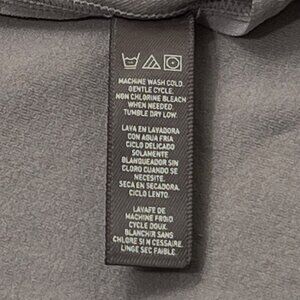 MACHINE WASH COLD.
GENTLE CYCLE.
NON CHLORINE BLEACH
WHEN NEEDED.
TUMBLE DRY LOW.
LAVA EN LAVADORA
CON AGUA FRIA
CICLO DELICADO
SOLAMENTE
BLANQUEADOR SIN
CLORO CUANDO SE
NECESITE.
SECA EN SECADORA.
CICLO LENTO.
LAVAFE DE
MACHINE FROID
CYCLE DOUX.
BLANCHIR SANS
CHLORE SI N CESSAIRE.
LINGE SEC FAIBLE.